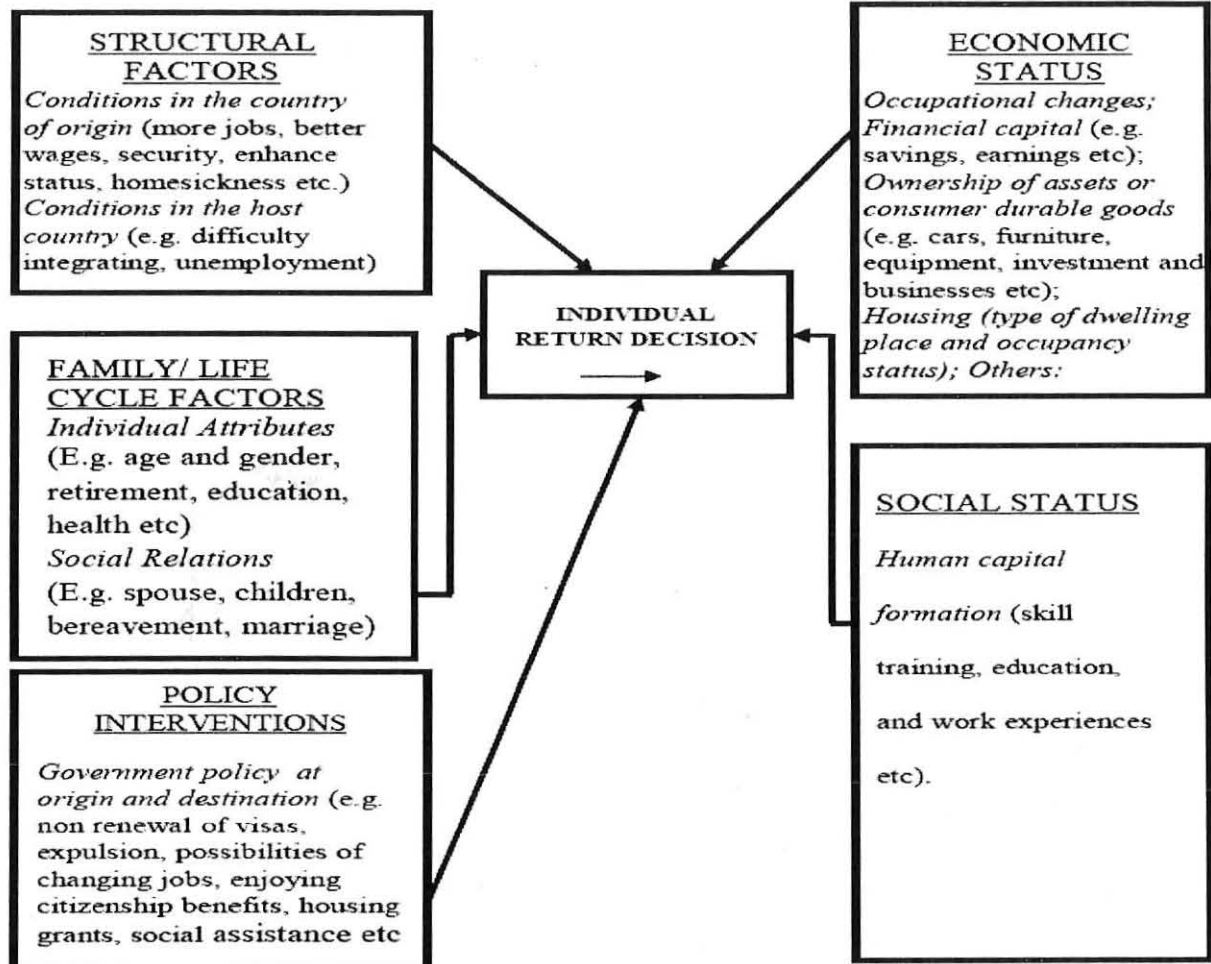 STRUCTURAL
FACTORS
Conditions in the country
of origin (more jobs, better
wages, security, enhance
status, homesickness etc.)
Conditions in the host
country (e.g. difficulty
integrating, unemployment)
FAMILY/ LIFE
CYCLE FACTORS
Individual Attributes
(E.g. age and gender,
retirement, education,
health etc)
Social Relations
(E.g. spouse, children,
bereavement, marriage)
POLICY
INTERVENTIONS
Government policy at
origin and destination (e.g.
non renewal of visas,
expulsion, possibilities of
changing jobs, enjoying
citizenship benefits, housing
grants, social assistance etc
INDIVIDUAL
RETURN DECISION
ECONOMIC
STATUS
Occupational changes;
Financial capital (e.g.
savings, earnings etc);
Ownership of assets or
consumer durable goods
(e.g. cars, furniture,
equipment, investment and
businesses etc);
Housing (type of dwelling
place and occupancy
status); Others:
SOCIAL STATUS
Human capital
formation (skill
training, education,
and work experiences
etc).